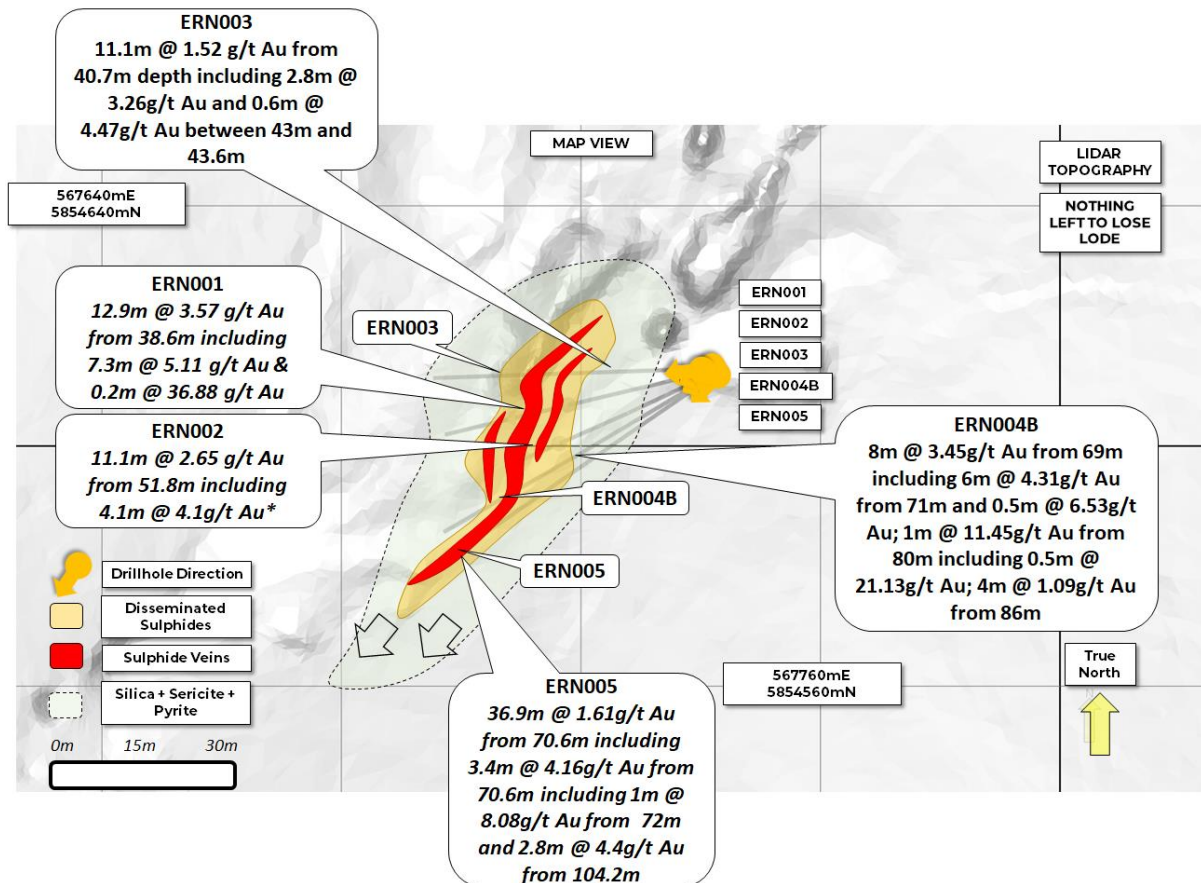 ERN003
11.1m @ 1.52 g/t Au from
40.7m depth including 2.8m @
3.26g/t Au and 0.6m @
4.47g/t Au between 43m and
43.6m
MAP VIEW
LIDAR
TOPOGRAPHY
567640mE
5854640mN
NOTHING
LEFT TO LOSE
LODE
ERN001
12.9m @ 3.57 g/t Au
from 38.6m including
7.3m @ 5.11 g/t Au &
0.2m @ 36.88 g/t Au
ERN003
ERN001
ERN002
ERN003
ERN004B
ERN005
ERN002
11.1m @ 2.65 g/t Au
from 51.8m including
4.1m @ 4.1g/t Au*
ERN004B
8m @ 3.45g/t Au from 69m
including 6m @ 4.31g/t Au
from 71m and 0.5m @ 6.53g/t
Au; 1m @ 11.45g/t Au from
80m including 0.5m @
21.13g/t Au; 4m @ 1.09g/t Au
from 86m
ERN004B
ERN005
Drillhole Direction
Disseminated
Sulphides
Sulphide Veins
Silica + Sericite +
Pyrite
0m 15m 30m
567760mE
5854560mN
True
North
ERN005
36.9m @ 1.61g/t Au
from 70.6m including
3.4m @ 4.16g/t Au from
70.6m including 1m @
8.08g/t Au from 72m
and 2.8m @ 4.4g/t Au
from 104.2m